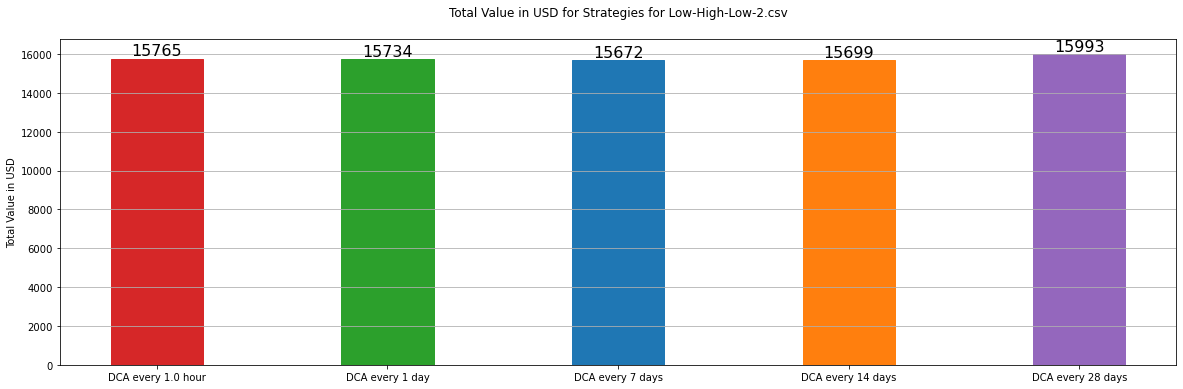 Total Value in USD for Strategies for Low-High-Low-2.csv
15765
15734
15672
15699
15993
16000
14000
12000
10000
8000
6000
4000
2000
0
Total Value in USD
DCA every 1.0 hour
DCA every 1 day
DCA every 7 days
DCA every 14 days
DCA every 28 days